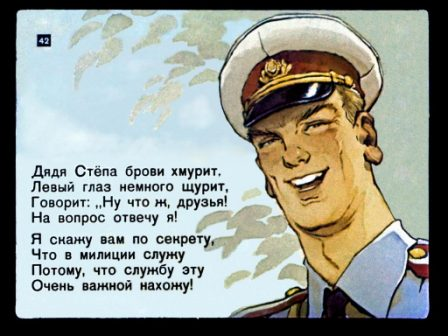 42
Дядя Стёпа брови хмурит,
Левый глаз немного щурит,
Говорит: „Ну что ж, друзья!
На вопрос отвечу я!
Я скажу вам по секрету,
Что в милиции служу
Потому, что службу эту
Очень важной нахожу!